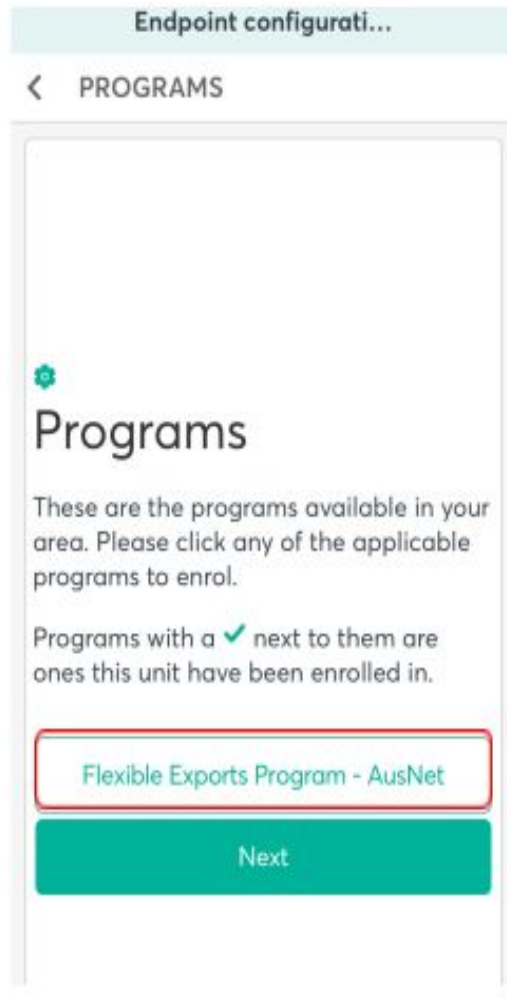 Endpoint configurati...
PROGRAMS
Programs
These are the programs available in your
area. Please click any of the applicable
programs to enrol.
Programs with a ✓ next to them are
ones this unit have been enrolled in.
Flexible Exports Program - AusNet
Next